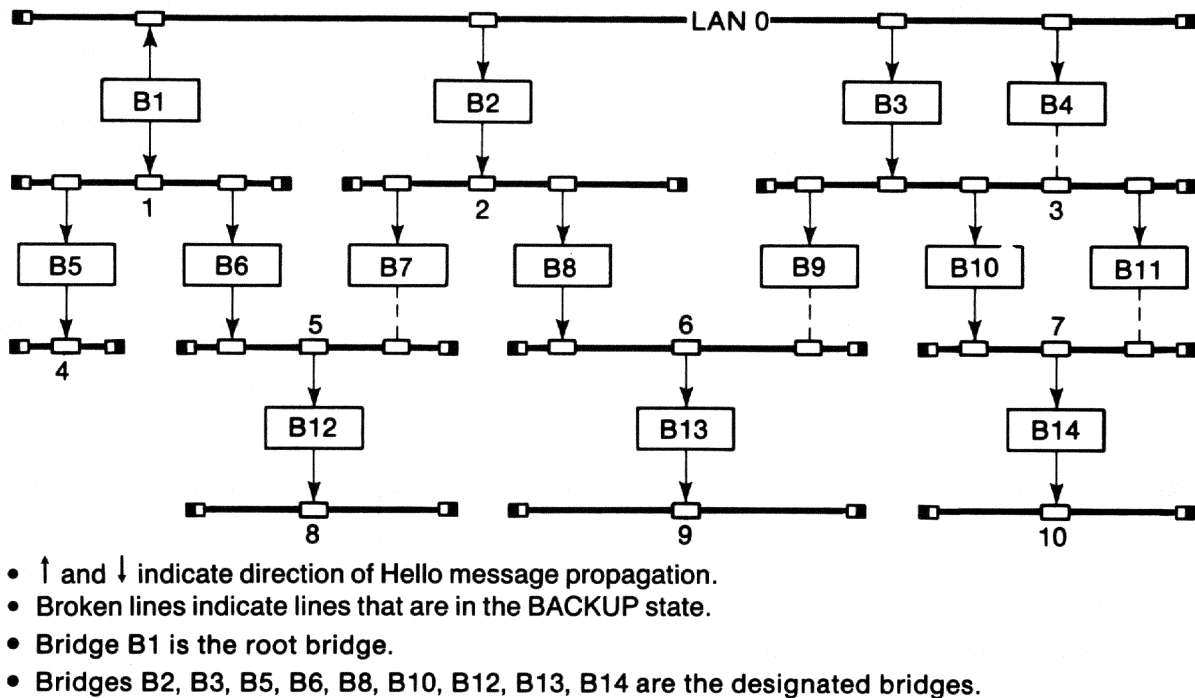 LAN 0
B1 B2 B3 B4
1 2 3
B5 B6 B7 B8 B9 B10 B11
4 5 6 7
B12 B13 B14
8 9 10
• ↑ and ↓ indicate direction of Hello message propagation.
• Broken lines indicate lines that are in the BACKUP state.
• Bridge B1 is the root bridge.
• Bridges B2, B3, B5, B6, B8, B10, B12, B13, B14 are the designated bridges.